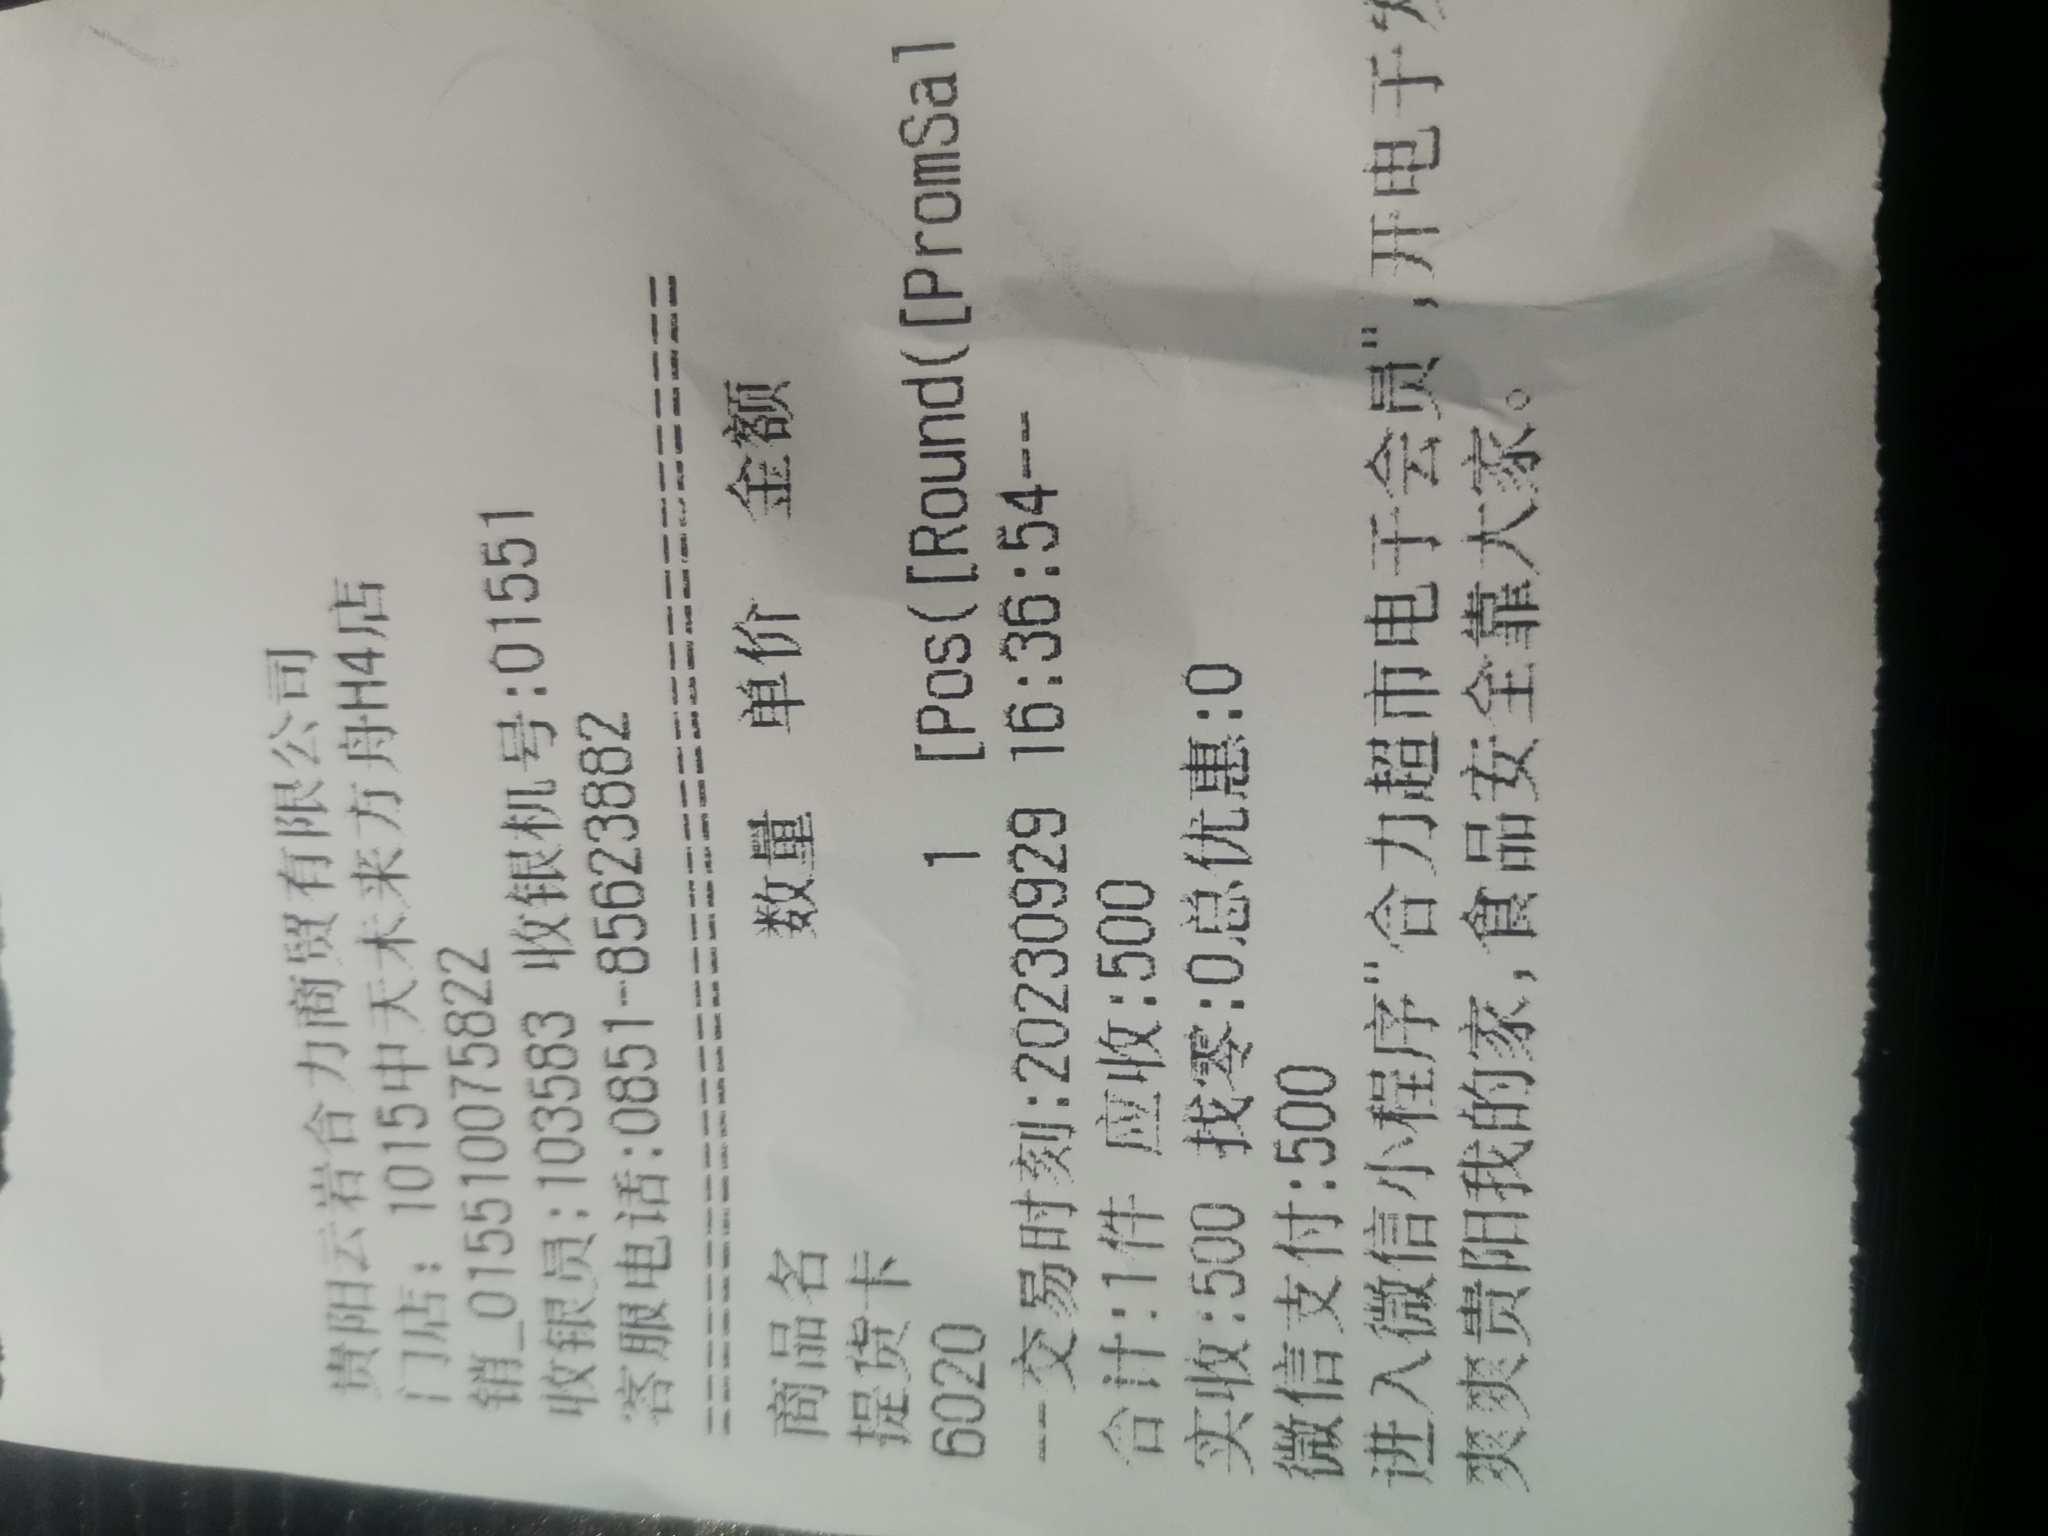 贵阳云岩合力商贸有限公司
门店: 1015中天未来方舟H4店
销_01551007 5822
收银员:103583 收银机号:01551
客服电话:0851-85623882
================================
商品名 数量 单价 金额
提货卡
6020 1 [Pos([Round([PromSal
--交易时刻:20230929 16:36:54--
合计:1件 应收:500
实收:500 找零:0总优惠:0
微信支付:500
进入微信小程序"合力超市电子会员",开电子
爽爽贵阳我的家,食品安全靠大家。